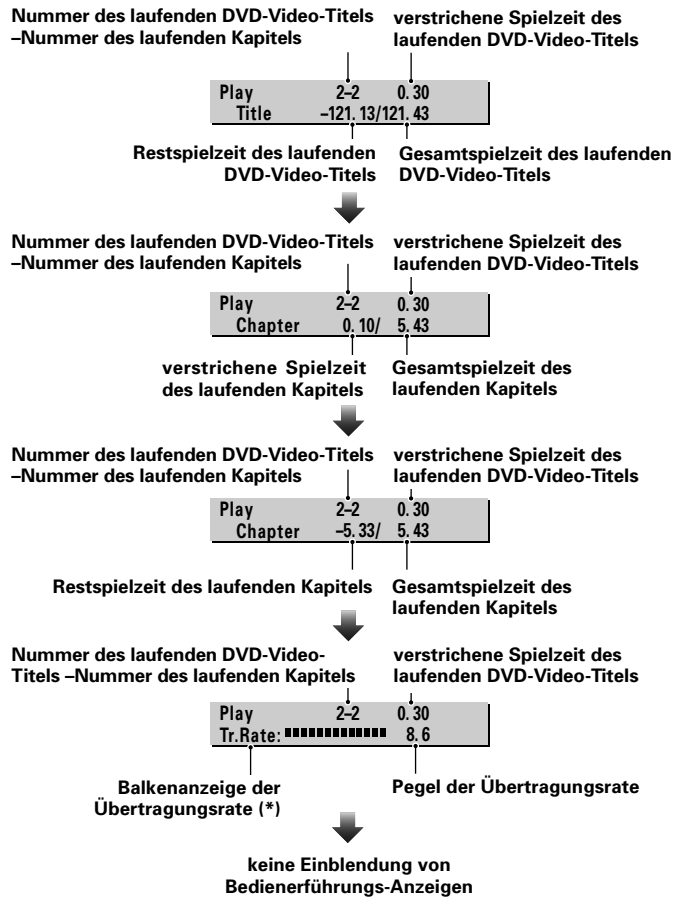 Nummer des laufenden DVD-Video-Titels
–Nummer des laufenden Kapitels
verstrichene Spielzeit des
laufenden DVD-Video-Titels
Play 2–2 0. 30
Title –121. 13/121. 43
Restspielzeit des laufenden
DVD-Video-Titels
Gesamtspielzeit des laufenden
DVD-Video-Titels
Nummer des laufenden DVD-Video-Titels
–Nummer des laufenden Kapitels
verstrichene Spielzeit des
laufenden DVD-Video-Titels
Play 2–2 0. 30
Chapter 0. 10/ 5. 43
verstrichene Spielzeit
des laufenden Kapitels
Gesamtspielzeit des
laufenden Kapitels
Nummer des laufenden DVD-Video-Titels
–Nummer des laufenden Kapitels
verstrichene Spielzeit des
laufenden DVD-Video-Titels
Play 2–2 0. 30
Chapter –5. 33/ 5. 43
Restspielzeit des laufenden Kapitels
Gesamtspielzeit des
laufenden Kapitels
Nummer des laufenden DVD-Video-
Titels –Nummer des laufenden Kapitels
verstrichene Spielzeit des
laufenden DVD-Video-Titels
Play 2–2 0. 30
Tr.Rate: 8. 6
Balkenanzeige der
Übertragungsrate (*)
Pegel der Übertragungsrate
keine Einblendung von
Bedienerführungs-Anzeigen